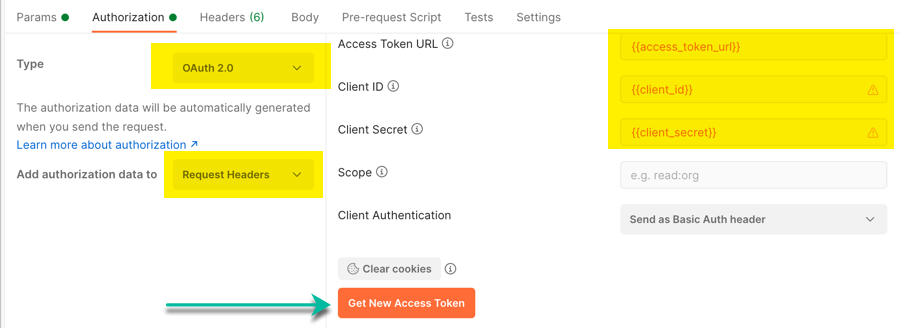 Params
Authorization
Headers (6)
Body
Pre-request Script
Tests
Settings
Type
OAuth 2.0
The authorization data will be automatically generated
when you send the request.
Learn more about authorization ↗
Add authorization data to
Request Headers
Access Token URL
{{access_token_url}}
Client ID
{{client_id}}
Client Secret
{{client_secret}}
Scope
e.g. read:org
Client Authentication
Send as Basic Auth header
Clear cookies
Get New Access Token